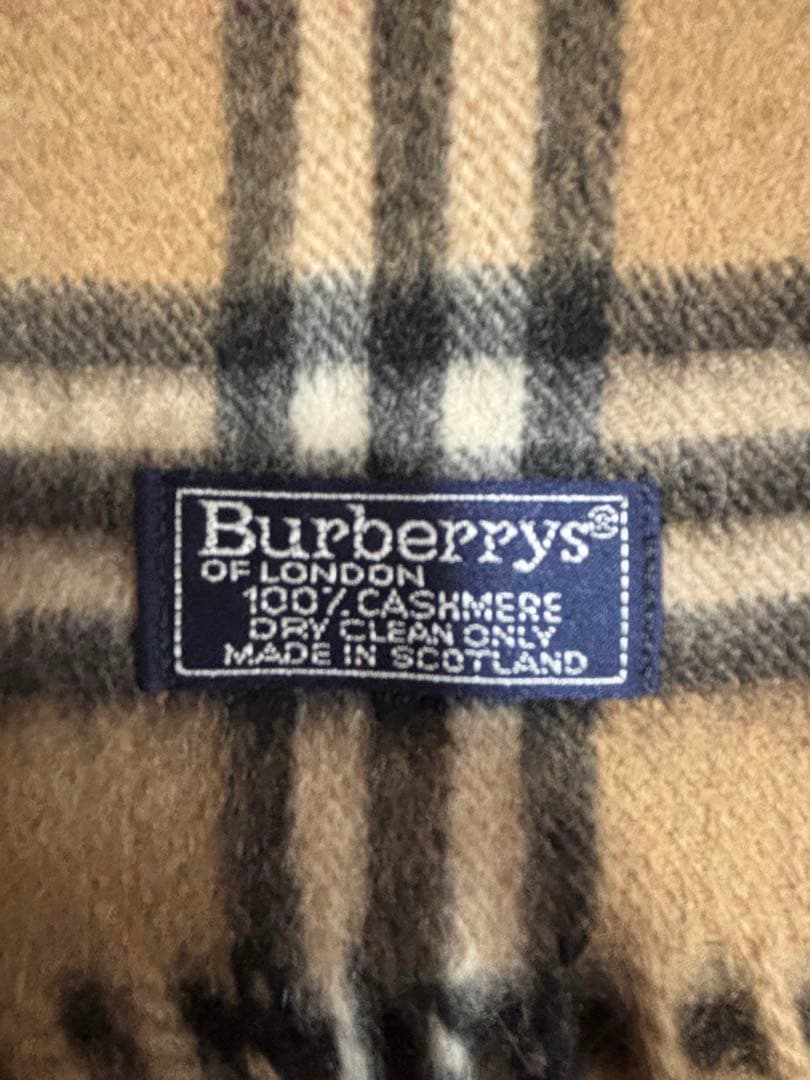 Burberrys®
OF LONDON
100% CASHMERE
DRY CLEAN ONLY
MADE IN SCOTLAND